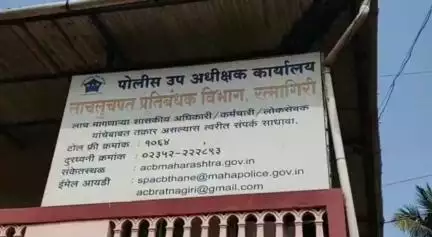 पोलीस उप अधीक्षक कार्यालय
लाचलुचपत प्रतिबंधक विभाग, रत्नागिरी
लाच मागणाऱ्या शासकीय अधिकारी/कर्मचारी/लोकसेवक
यांचेबाबत तक्रार असल्यास त्वरीत संपर्क साधावा.
टोल फ्री क्रमांक : १०६४
दुरध्वनी क्रमांक : ०२३५२-२२२८९३
संकेतस्थळ : acbmaharashtra.gov.in
ईमेल आयडी : spacbthane@mahapolice.gov.in
acbratnagiri@gmail.com